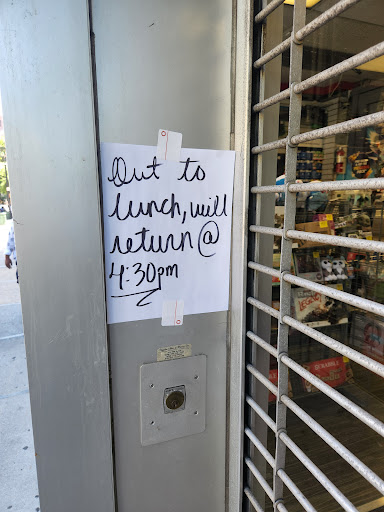 Out to
lunch, will
return @
4:30pm